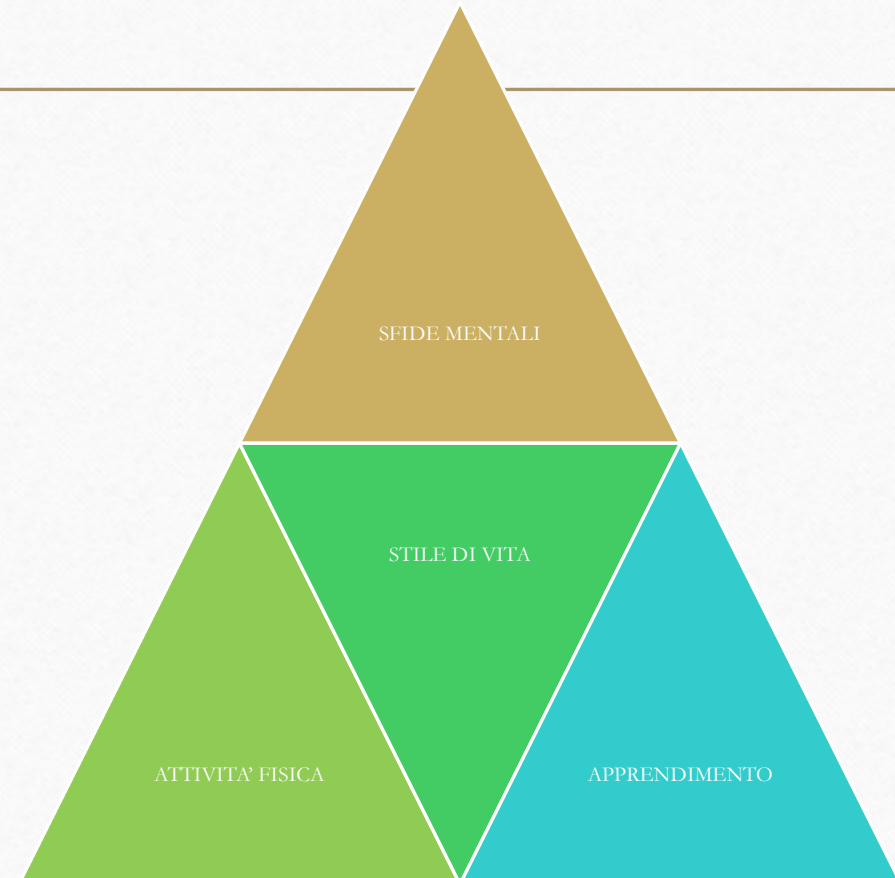 SFIDE MENTALI
STILE DI VITA
ATTIVITA’ FISICA
APPRENDIMENTO